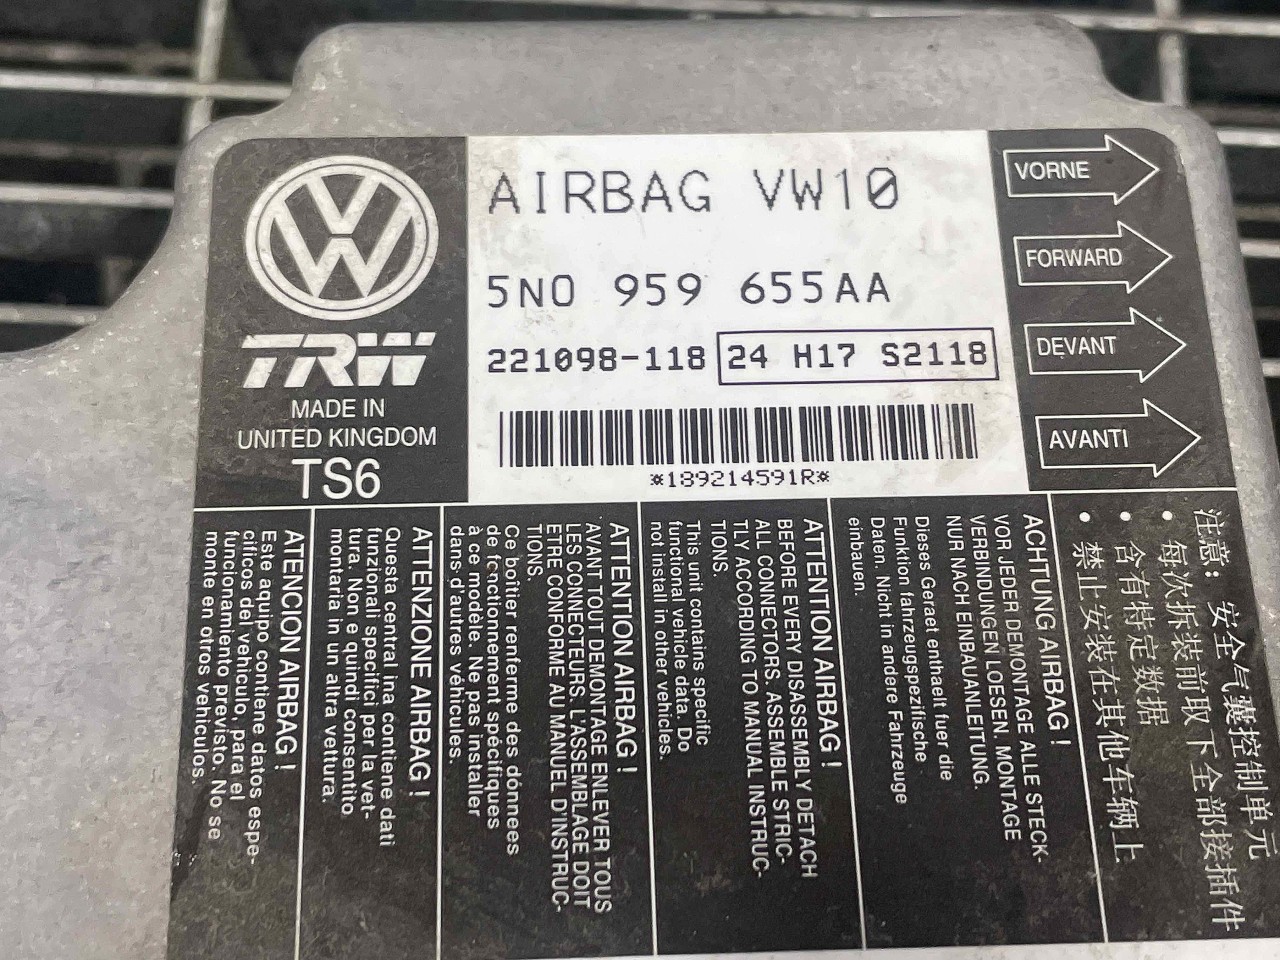 AIRBAG VW10
5N0 959 655AA
221098-118 24 H17 S2118
*189214591R*
TRW
MADE IN
UNITED KINGDOM
TS6
VORNE
FORWARD
DEVANT
AVANTI
注意: 安全气囊控制单元
• 每次拆装前取下全部接插件
• 含有特定数据
• 禁止安装在其他车辆上
ACHTUNG AIRBAG !
VOR JEDER DEMONTAGE ALLE STECK-
VERBINDUNGEN LOESEN. MONTAGE
NUR NACH EINBAUANLEITUNG.
Dieses Geraet enthaelt fuer die
Funktion fahrzeugspezifische
Daten. Nicht in andere Fahrzeuge
einbauen.
ATTENTION AIRBAG !
BEFORE EVERY DISASSEMBLY DETACH
ALL CONNECTORS. ASSEMBLE STRIC-
TLY ACCORDING TO MANUAL INSTRUC-
TIONS.
This unit contains specific
functional vehicle data. Do
not install in other vehicles.
ATTENTION AIRBAG !
AVANT TOUT DEMONTAGE ENLEVER TOUS
LES CONNECTEURS. L'ASSEMBLAGE DOIT
ETRE CONFORME AU MANUEL D'INSTRUC-
TIONS.
Ce boîtier renferme des données
de fonctionnement spécifiques
à ce modèle. Ne pas installer
dans d'autres véhicules.
ATTENZIONE AIRBAG !
Questa central ina contiene dati
funzionali specifici per la vet-
tura. Non e quindi consentito
montaria in un altra vettura.
ATENCION AIRBAG !
Este aquipo contiene datos espe-
cíficos del vehículo, para el
funcionamiento previsto. No se
monte en otros vehículos.